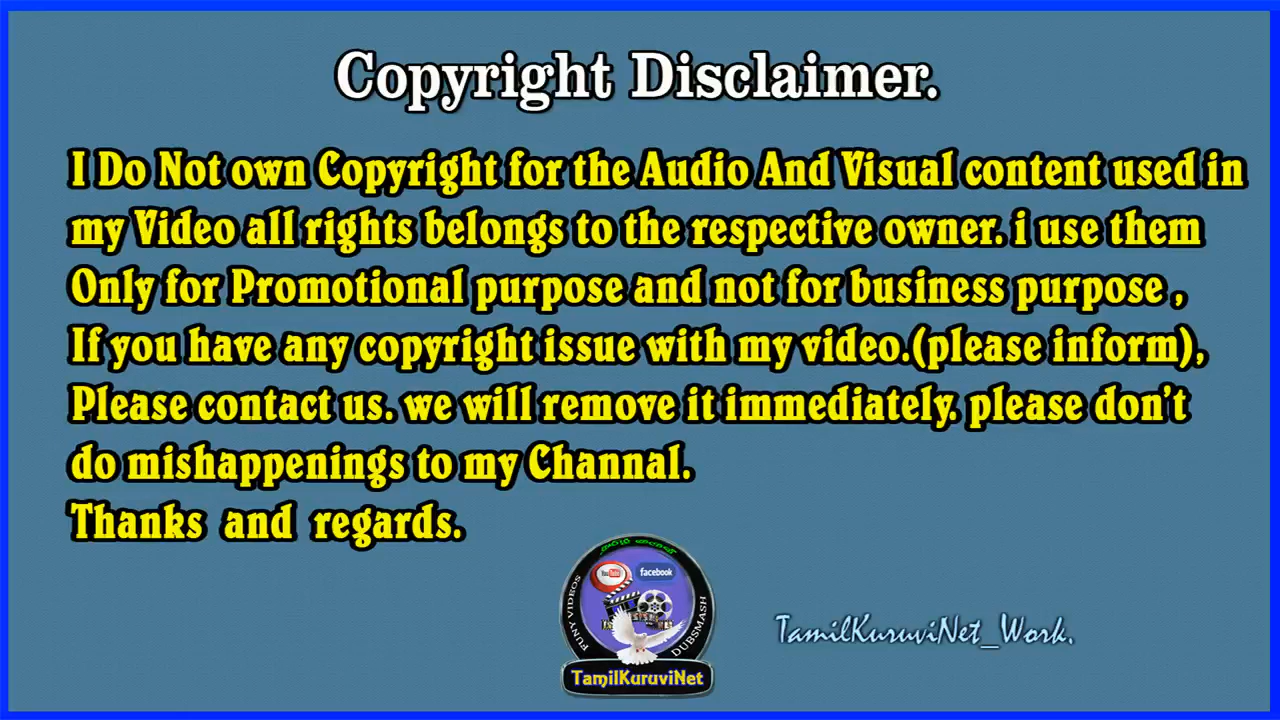 Copyright Disclaimer.
I Do Not own Copyright for the Audio And Visual content used in
my Video all rights belongs to the respective owner. i use them
Only for Promotional purpose and not for business purpose ,
If you have any copyright issue with my video.(please inform),
Please contact us. we will remove it immediately. please don't
do mishappenings to my Channal.
Thanks and regards.
YouTube
facebook
FUNY VIDEOS
DUBSMASH
TamilKuruviNet
TamilKuruviNet_Work.